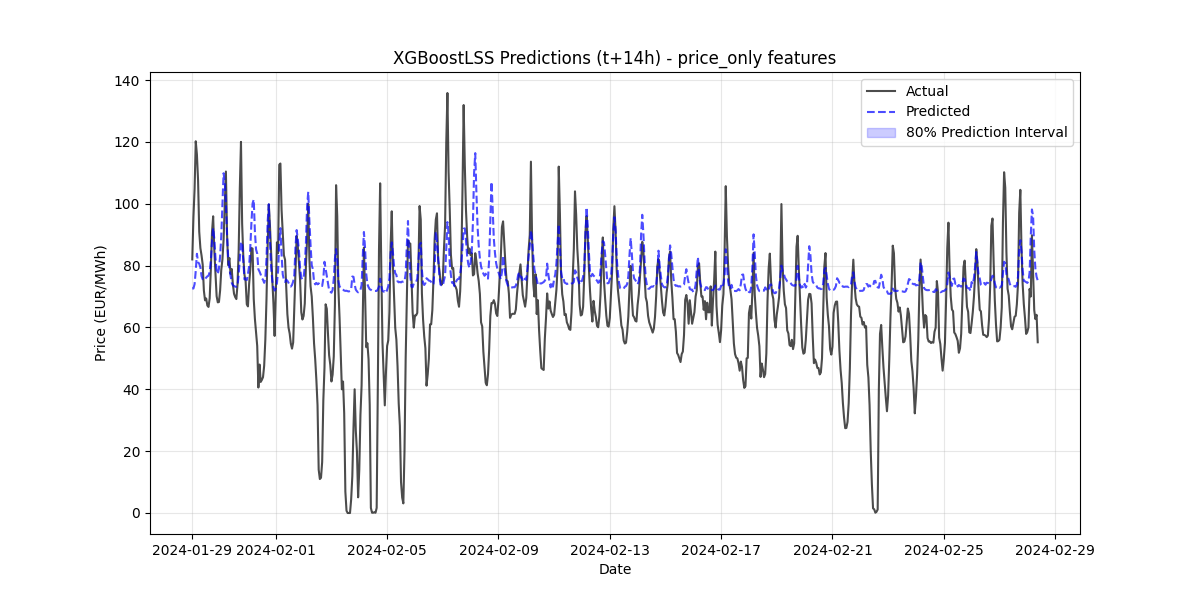 XGBoostLSS Predictions (t+14h) - price_only features
Actual
Predicted
80% Prediction Interval
Price (EUR/MWh)
140
120
100
80
60
40
20
0
2024-01-29 2024-02-01 2024-02-05 2024-02-09 2024-02-13 2024-02-17 2024-02-21 2024-02-25 2024-02-29
Date